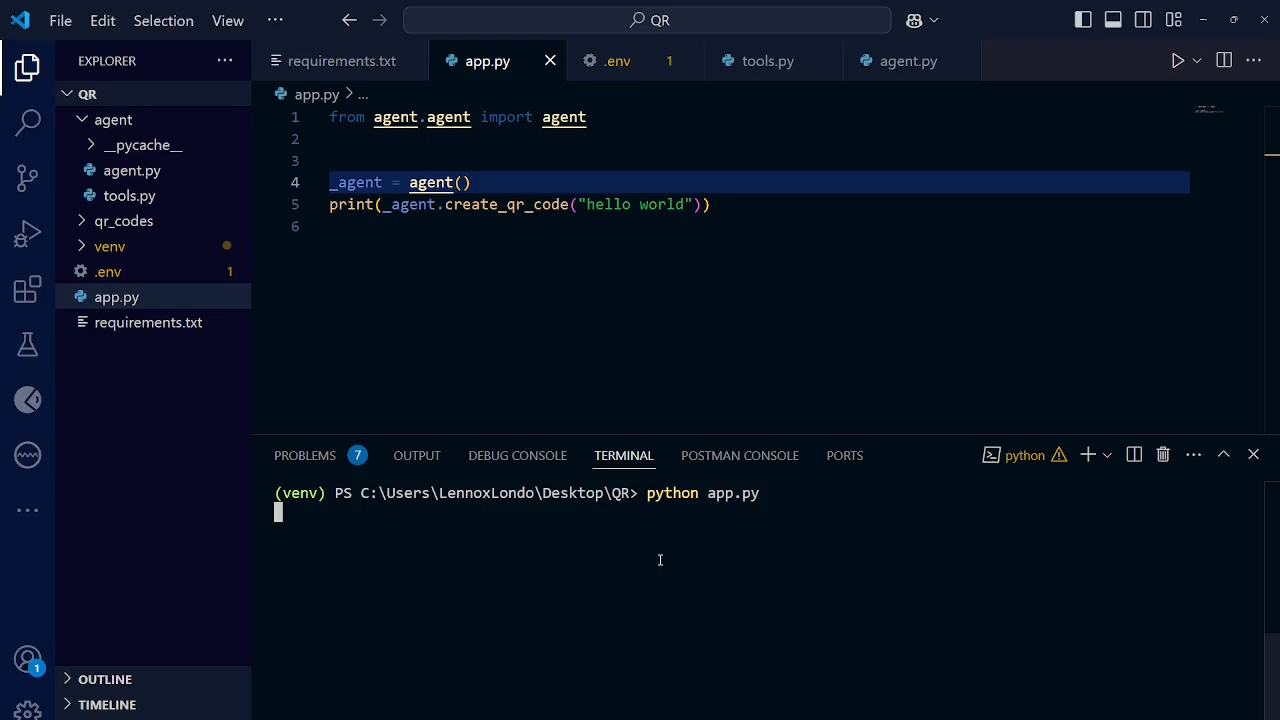 File Edit Selection View ··· QR
EXPLORER ···
requirements.txt app.py .env 1 tools.py agent.py ···
QR
agent
__pycache__
agent.py
tools.py
qr_codes
venv
.env 1
app.py
requirements.txt
OUTLINE
TIMELINE
1
app.py > ...
1 from agent.agent import agent
2
3
4 _agent = agent()
5 print(_agent.create_qr_code("hello world"))
6
PROBLEMS 7 OUTPUT DEBUG CONSOLE TERMINAL POSTMAN CONSOLE PORTS python ···
(venv) PS C:\Users\LennoxLondo\Desktop\QR> python app.py